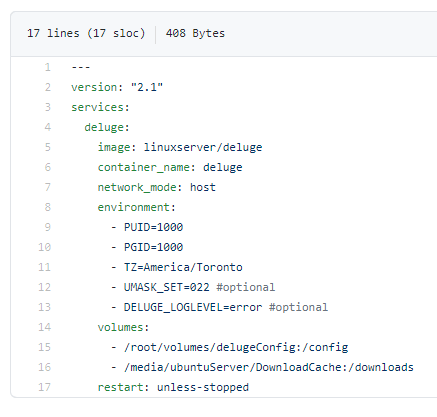 17 lines (17 sloc) 408 Bytes
1 ---
2 version: "2.1"
3 services:
4   deluge:
5     image: linuxserver/deluge
6     container_name: deluge
7     network_mode: host
8     environment:
9       - PUID=1000
10       - PGID=1000
11       - TZ=America/Toronto
12       - UMASK_SET=022 #optional
13       - DELUGE_LOGLEVEL=error #optional
14     volumes:
15       - /root/volumes/delugeConfig:/config
16       - /media/ubuntuServer/DownloadCache:/downloads
17     restart: unless-stopped